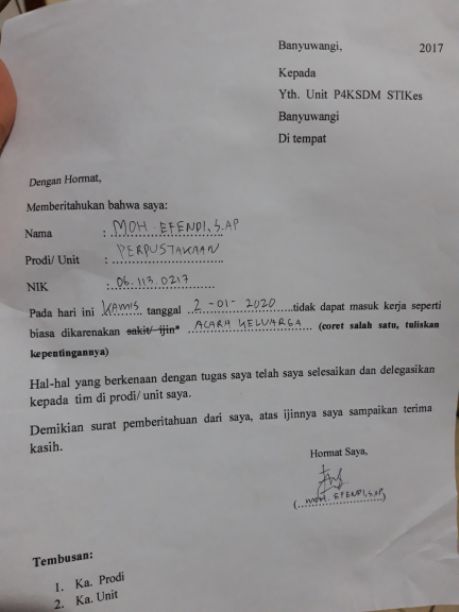 Banyuwangi, 2017
Kepada
Yth. Unit P4KSDM STIKes
Banyuwangi
Di tempat
Dengan Hormat,
Memberitahukan bahwa saya:
Nama : MOH. EFENDI, S.AP
Prodi/ Unit : PERPUSTAKAAN
NIK : 06.113.0217
Pada hari ini KAMIS tanggal 2 -01- 2020 tidak dapat masuk kerja seperti
biasa dikarenakan sakit/ ijin* ACARA KELUARGA (coret salah satu, tuliskan
kepentingannya)
Hal-hal yang berkenaan dengan tugas saya telah saya selesaikan dan delegasikan
kepada tim di prodi/ unit saya.
Demikian surat pemberitahuan dari saya, atas ijinnya saya sampaikan terima
kasih.
Hormat Saya,
(MOH. EFENDI, S.AP)
Tembusan:
1. Ka. Prodi
2. Ka. Unit